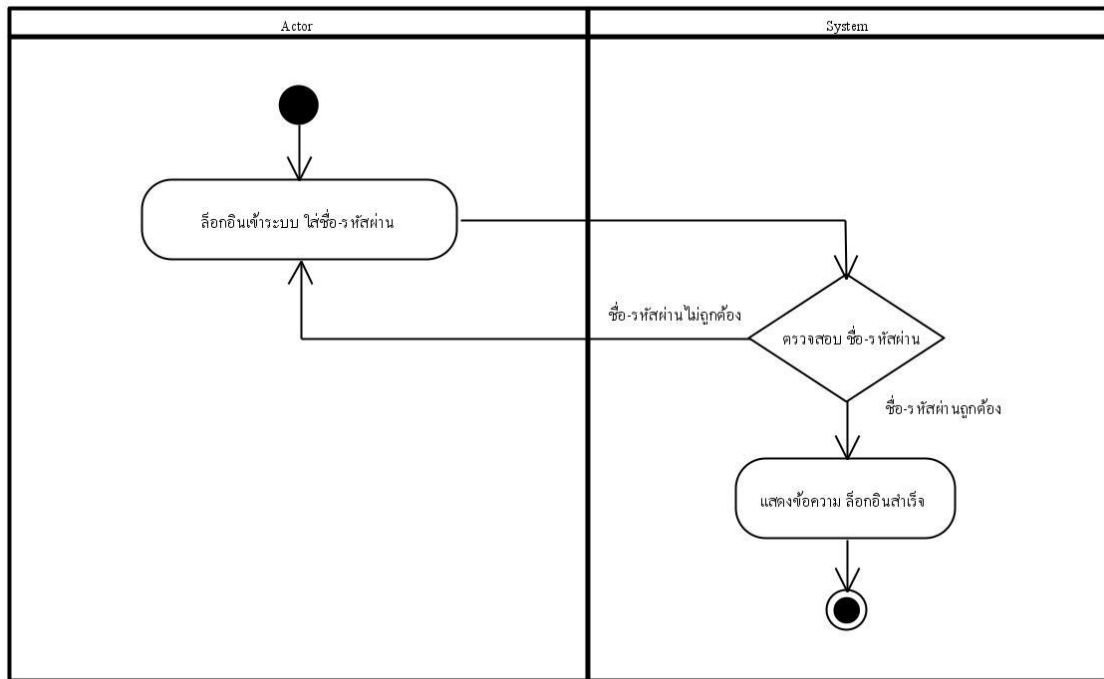 Actor
System
ล็อกอินเข้าระบบ ใส่ชื่อ-รหัสผ่าน
ชื่อ-รหัสผ่านไม่ถูกต้อง
ตรวจสอบ ชื่อ-รหัสผ่าน
ชื่อ-รหัสผ่านถูกต้อง
แสดงข้อความ ล็อกอินสำเร็จ